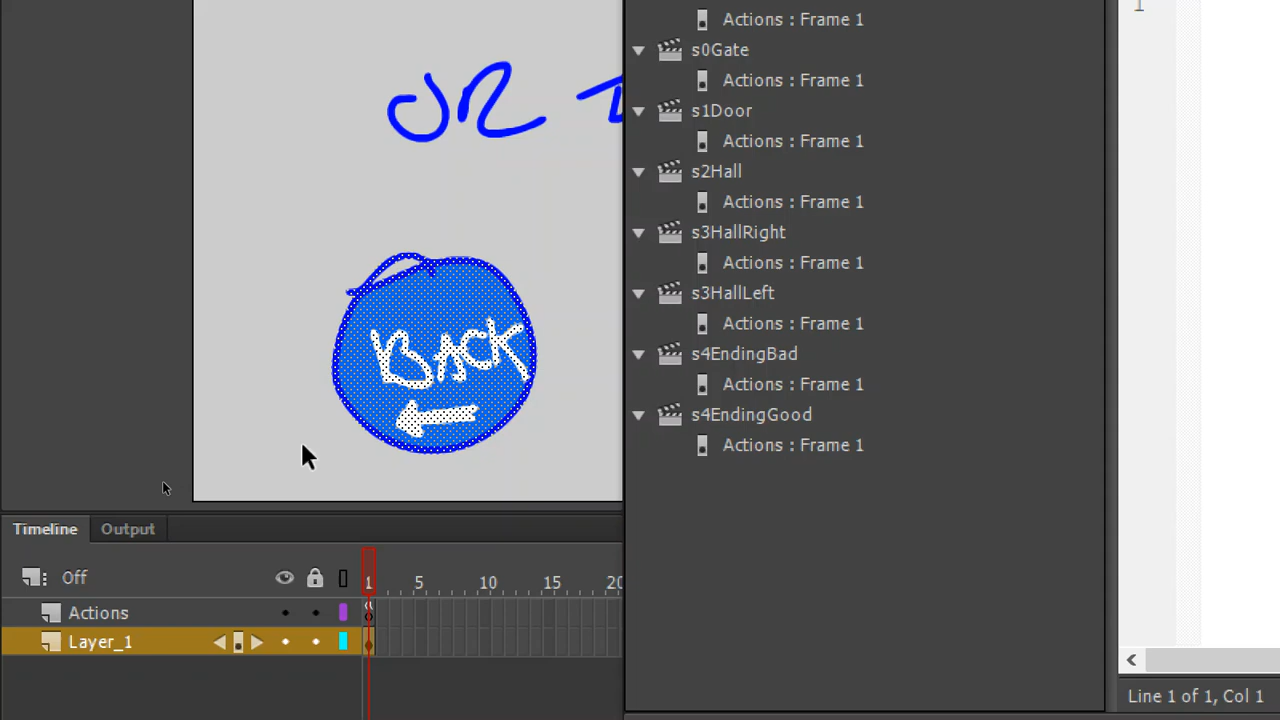 Actions : Frame 1
s0Gate
Actions : Frame 1
s1Door
Actions : Frame 1
s2Hall
Actions : Frame 1
s3HallRight
Actions : Frame 1
s3HallLeft
Actions : Frame 1
s4EndingBad
Actions : Frame 1
s4EndingGood
Actions : Frame 1
1
OR
BACK
Timeline Output
Off 1 5 10 15 20
Actions
Layer_1
Line 1 of 1, Col 1